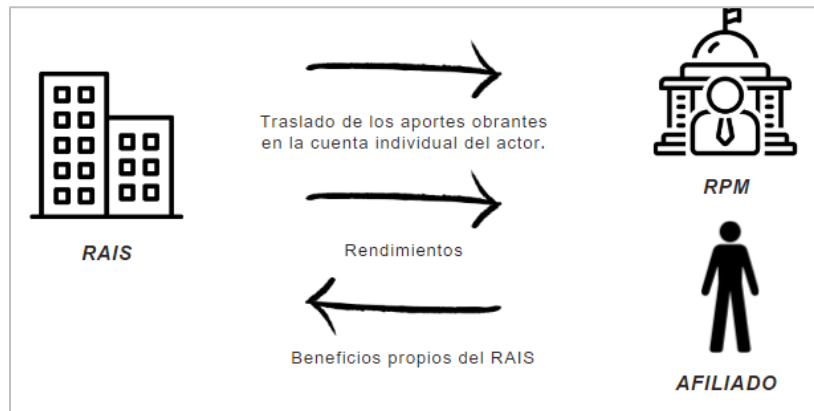 Traslado de los aportes obrantes
en la cuenta individual del actor.
RPM
RAIS
Rendimientos
Beneficios propios del RAIS
AFILIADO